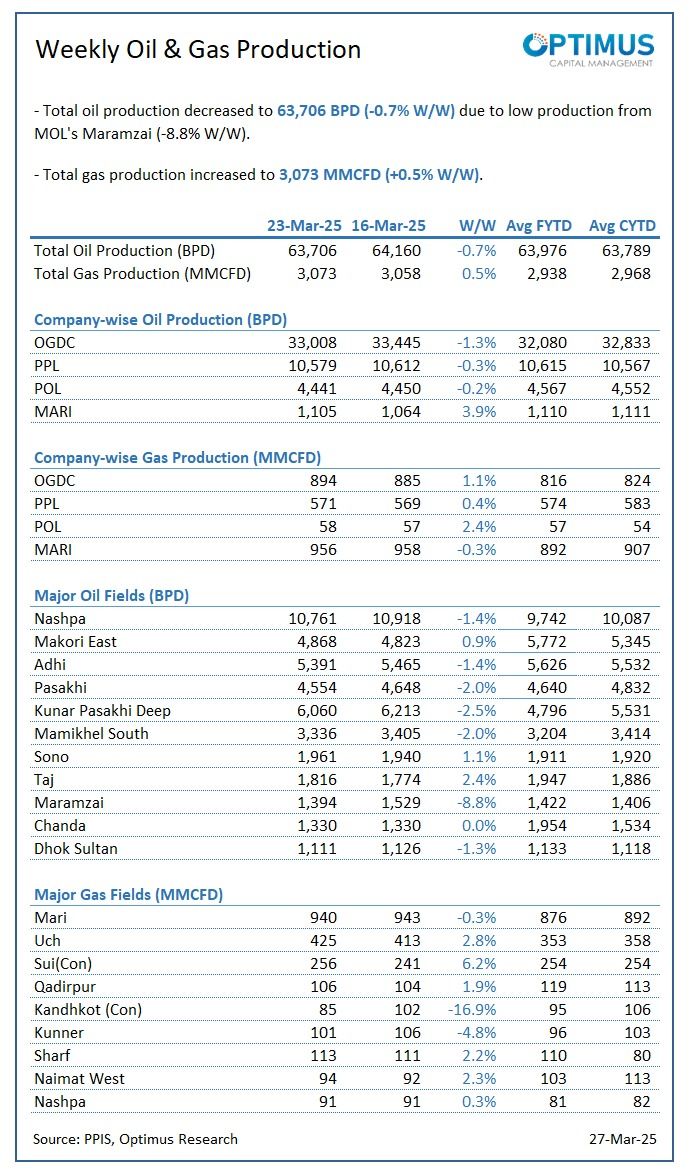 Weekly Oil & Gas Production
OPTIMUS
CAPITAL MANAGEMENT
- Total oil production decreased to 63,706 BPD (-0.7% W/W) due to low production from
MOL's Maramzai (-8.8% W/W).
- Total gas production increased to 3,073 MMCFD (+0.5% W/W).
23-Mar-25 16-Mar-25 W/W Avg FYTD Avg CYTD
Total Oil Production (BPD) 63,706 64,160 -0.7% 63,976 63,789
Total Gas Production (MMCFD) 3,073 3,058 0.5% 2,938 2,968
Company-wise Oil Production (BPD)
OGDC 33,008 33,445 -1.3% 32,080 32,833
PPL 10,579 10,612 -0.3% 10,615 10,567
POL 4,441 4,450 -0.2% 4,567 4,552
MARI 1,105 1,064 3.9% 1,110 1,111
Company-wise Gas Production (MMCFD)
OGDC 894 885 1.1% 816 824
PPL 571 569 0.4% 574 583
POL 58 57 2.4% 57 54
MARI 956 958 -0.3% 892 907
Major Oil Fields (BPD)
Nashpa 10,761 10,918 -1.4% 9,742 10,087
Makori East 4,868 4,823 0.9% 5,772 5,345
Adhi 5,391 5,465 -1.4% 5,626 5,532
Pasakhi 4,554 4,648 -2.0% 4,640 4,832
Kunar Pasakhi Deep 6,060 6,213 -2.5% 4,796 5,531
Mamikhel South 3,336 3,405 -2.0% 3,204 3,414
Sono 1,961 1,940 1.1% 1,911 1,920
Taj 1,816 1,774 2.4% 1,947 1,886
Maramzai 1,394 1,529 -8.8% 1,422 1,406
Chanda 1,330 1,330 0.0% 1,954 1,534
Dhok Sultan 1,111 1,126 -1.3% 1,133 1,118
Major Gas Fields (MMCFD)
Mari 940 943 -0.3% 876 892
Uch 425 413 2.8% 353 358
Sui(Con) 256 241 6.2% 254 254
Qadirpur 106 104 1.9% 119 113
Kandhkot (Con) 85 102 -16.9% 95 106
Kunner 101 106 -4.8% 96 103
Sharf 113 111 2.2% 110 80
Naimat West 94 92 2.3% 103 113
Nashpa 91 91 0.3% 81 82
Source: PPIS, Optimus Research 27-Mar-25